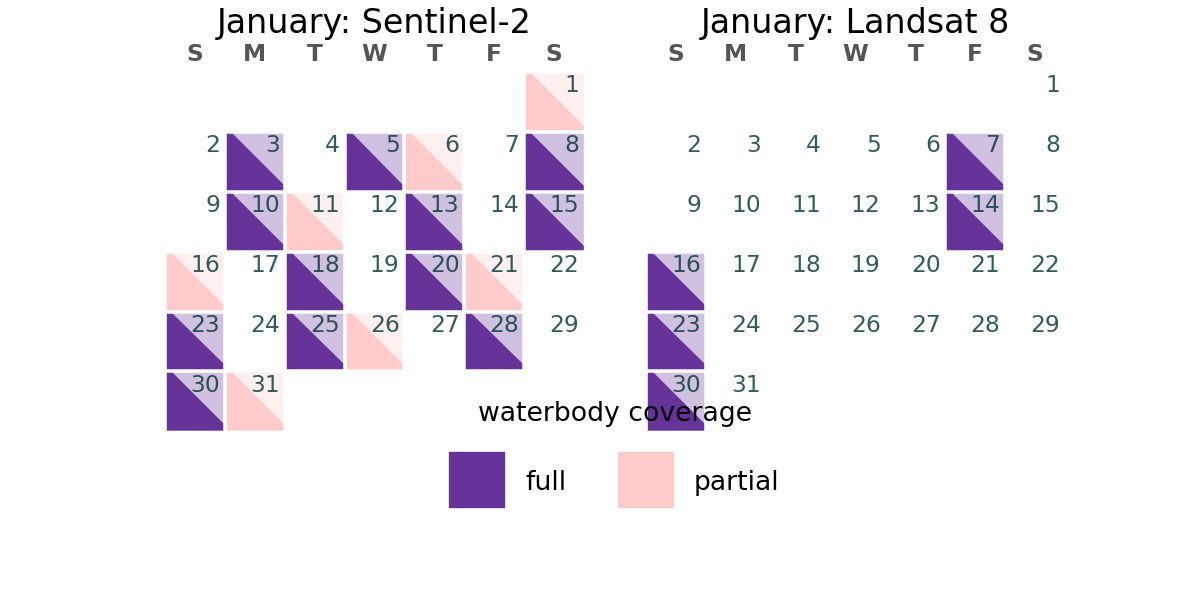 January: Sentinel-2
S M T W T F S
1
2 3 4 5 6 7 8
9 10 11 12 13 14 15
16 17 18 19 20 21 22
23 24 25 26 27 28 29
30 31
January: Landsat 8
S M T W T F S
1
2 3 4 5 6 7 8
9 10 11 12 13 14 15
16 17 18 19 20 21 22
23 24 25 26 27 28 29
30 31
waterbody coverage
full
partial